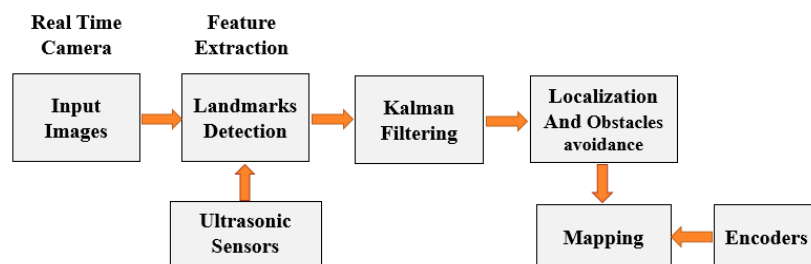 Real Time
Camera
Feature
Extraction
Input
Images
Landmarks
Detection
Kalman
Filtering
Localization
And Obstacles
avoidance
Ultrasonic
Sensors
Mapping
Encoders